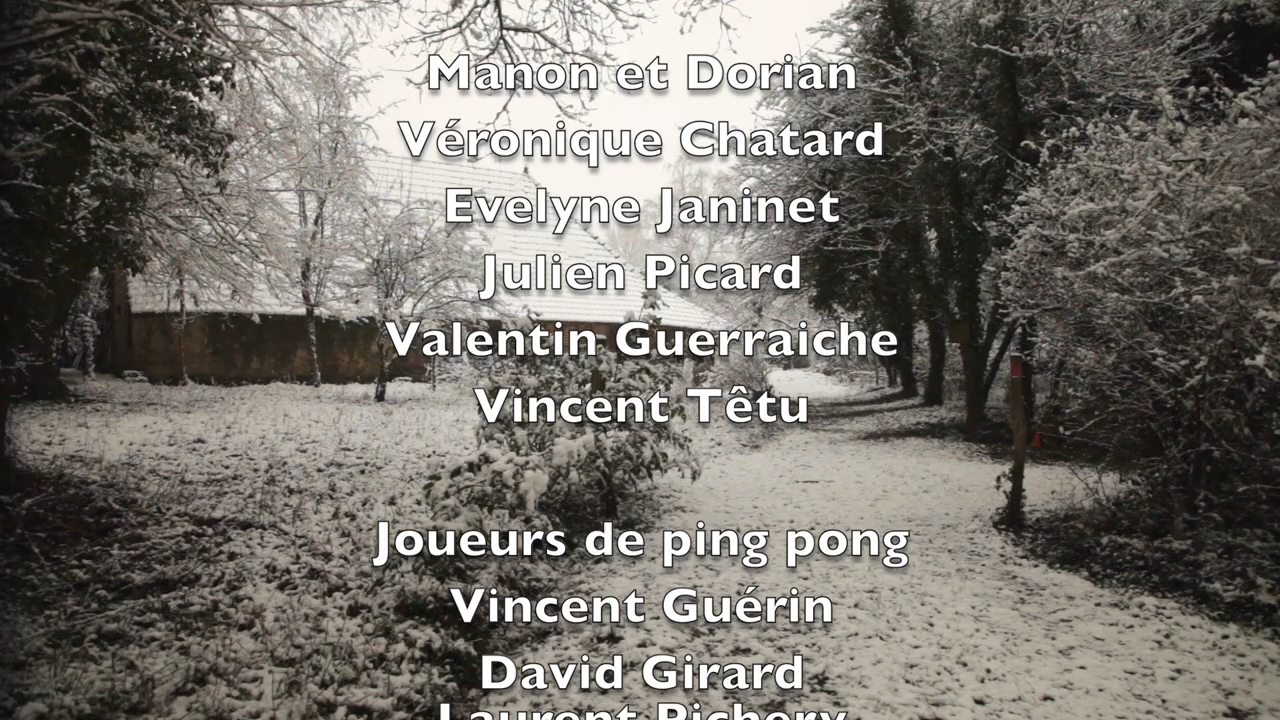 Manon et Dorian
Véronique Chatard
Evelyne Janinet
Julien Picard
Valentin Guerraiche
Vincent Têtu
Joueurs de ping pong
Vincent Guérin
David Girard
Laurent